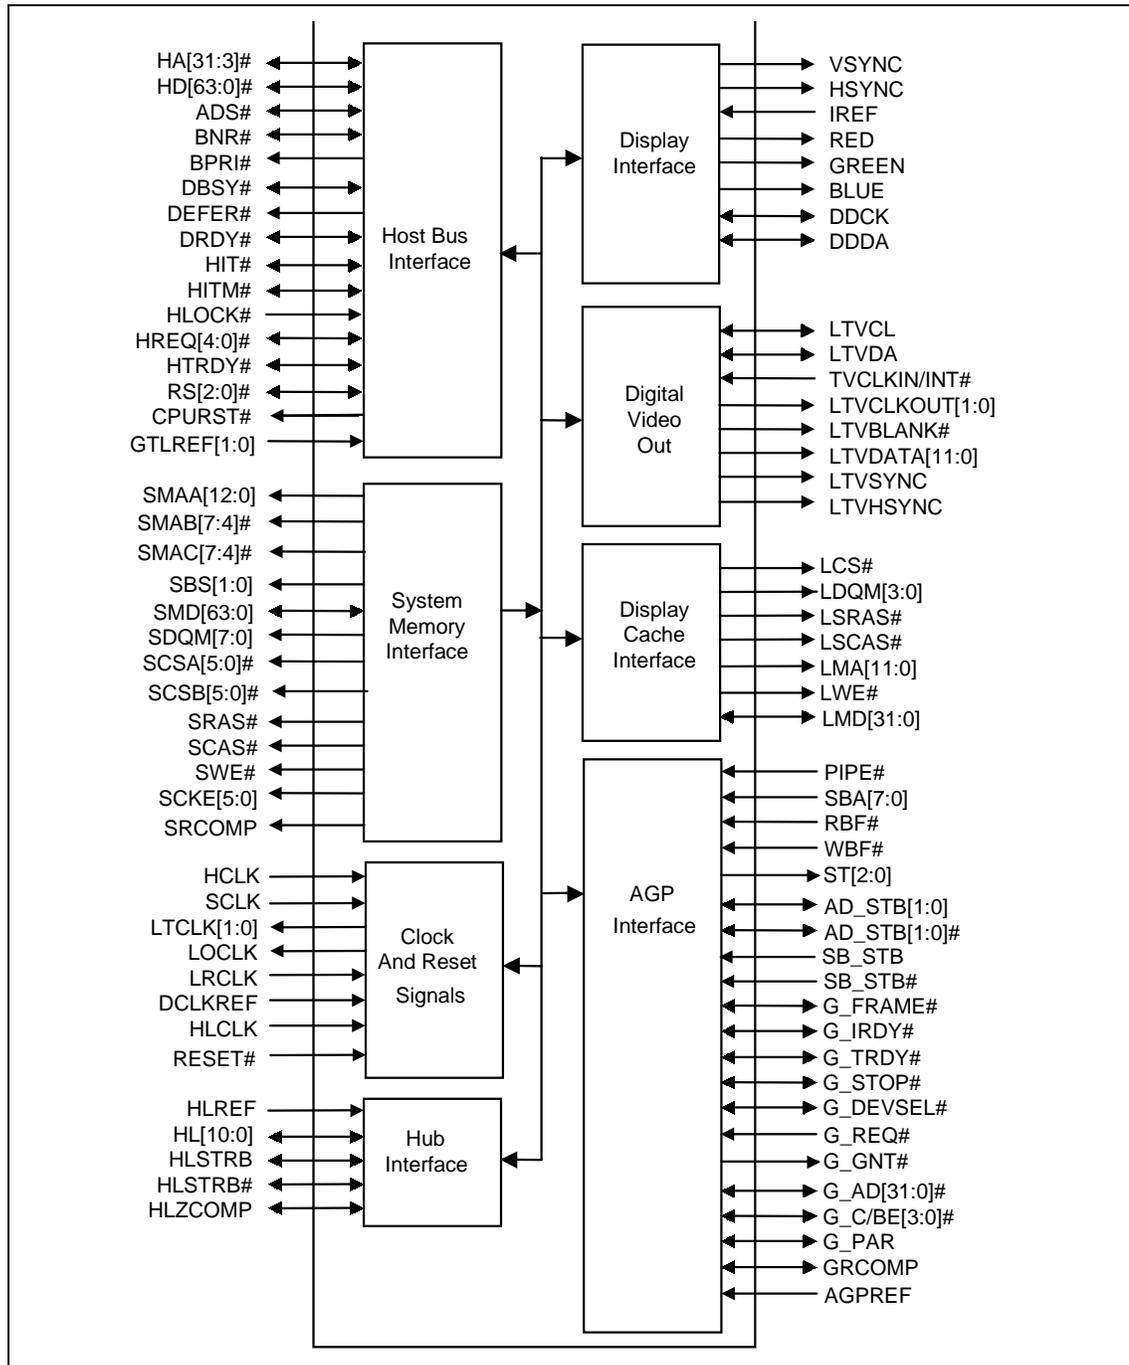 HA[31:3]#
HD[63:0]#
ADS#
BNR#
BPRI#
DBSY#
DEFER#
DRDY#
HIT#
HITM#
HLOCK#
HREQ[4:0]#
HTRDY#
RS[2:0]#
CPURST#
GTLREF[1:0]
Host Bus
Interface
SMAA[12:0]
SMAB[7:4]#
SMAC[7:4]#
SBS[1:0]
SMD[63:0]
SDQM[7:0]
SCSA[5:0]#
SCSB[5:0]#
SRAS#
SCAS#
SWE#
SCKE[5:0]
SRCOMP
System
Memory
Interface
HCLK
SCLK
LTCLK[1:0]
LOCLK
LRCLK
DCLKREF
HLCLK
RESET#
Clock
And Reset
Signals
HLREF
HL[10:0]
HLSTRB
HLSTRB#
HLZCOMP
Hub
Interface
Display
Interface
VSYNC
HSYNC
IREF
RED
GREEN
BLUE
DDCK
DDDA
Digital
Video
Out
LTVCL
LTVDA
TVCLKIN/INT#
LTVCLKOUT[1:0]
LTVBLANK#
LTVDATA[11:0]
LTVSYNC
LTVHSYNC
Display
Cache
Interface
LCS#
LDQM[3:0]
LSRAS#
LSCAS#
LMA[11:0]
LWE#
LMD[31:0]
AGP
Interface
PIPE#
SBA[7:0]
RBF#
WBF#
ST[2:0]
AD_STB[1:0]
AD_STB[1:0]#
SB_STB
SB_STB#
G_FRAME#
G_IRDY#
G_TRDY#
G_STOP#
G_DEVSEL#
G_REQ#
G_GNT#
G_AD[31:0]#
G_C/BE[3:0]#
G_PAR
GRCOMP
AGPREF